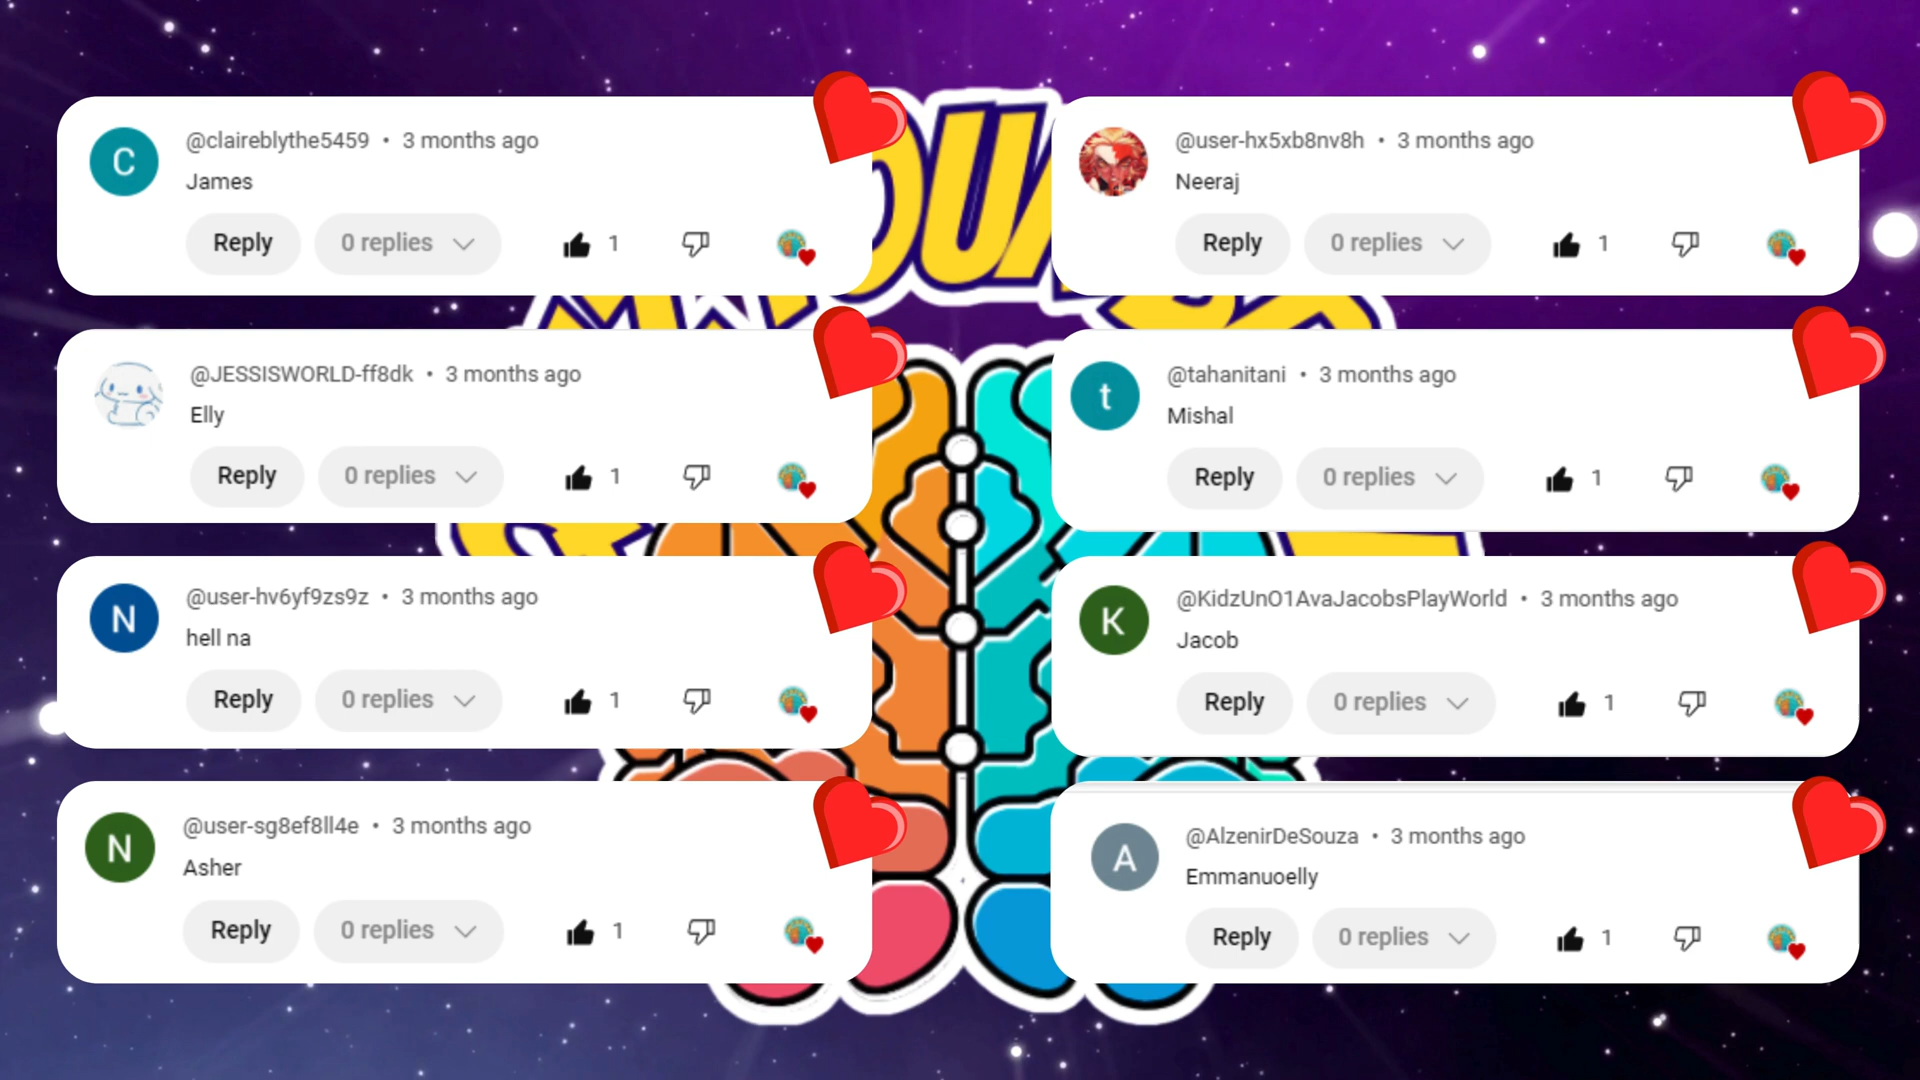 @claireblythe5459 • 3 months ago
James
Reply 0 replies 1
@user-hx5xb8nv8h • 3 months ago
Neeraj
Reply 0 replies 1
@JESSISWORLD-ff8dk • 3 months ago
Elly
Reply 0 replies 1
@tahanitani • 3 months ago
Mishal
Reply 0 replies 1
@user-hv6yf9zs9z • 3 months ago
hell na
Reply 0 replies 1
@KidzUnO1AvaJacobsPlayWorld • 3 months ago
Jacob
Reply 0 replies 1
@user-sg8ef8ll4e • 3 months ago
Asher
Reply 0 replies 1
@AlzenirDeSouza • 3 months ago
Emmanuoelly
Reply 0 replies 1
C
t
N
K
N
A